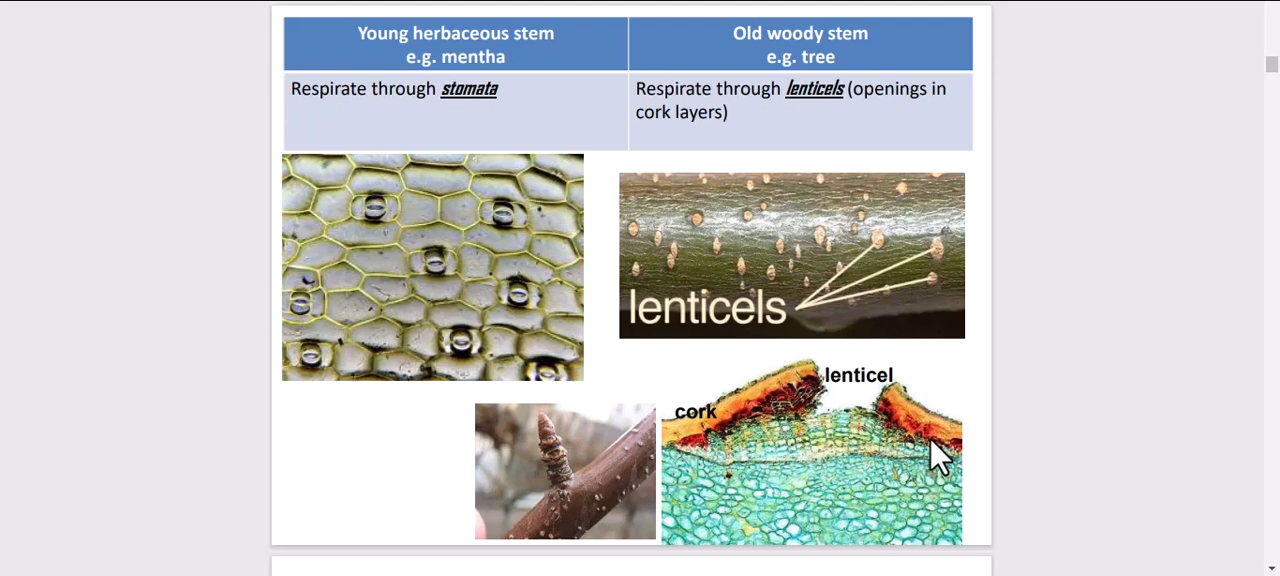 Young herbaceous stem
e.g. mentha
Old woody stem
e.g. tree
Respirate through stomata
Respirate through lenticels (openings in
cork layers)
lenticels
lenticel
cork